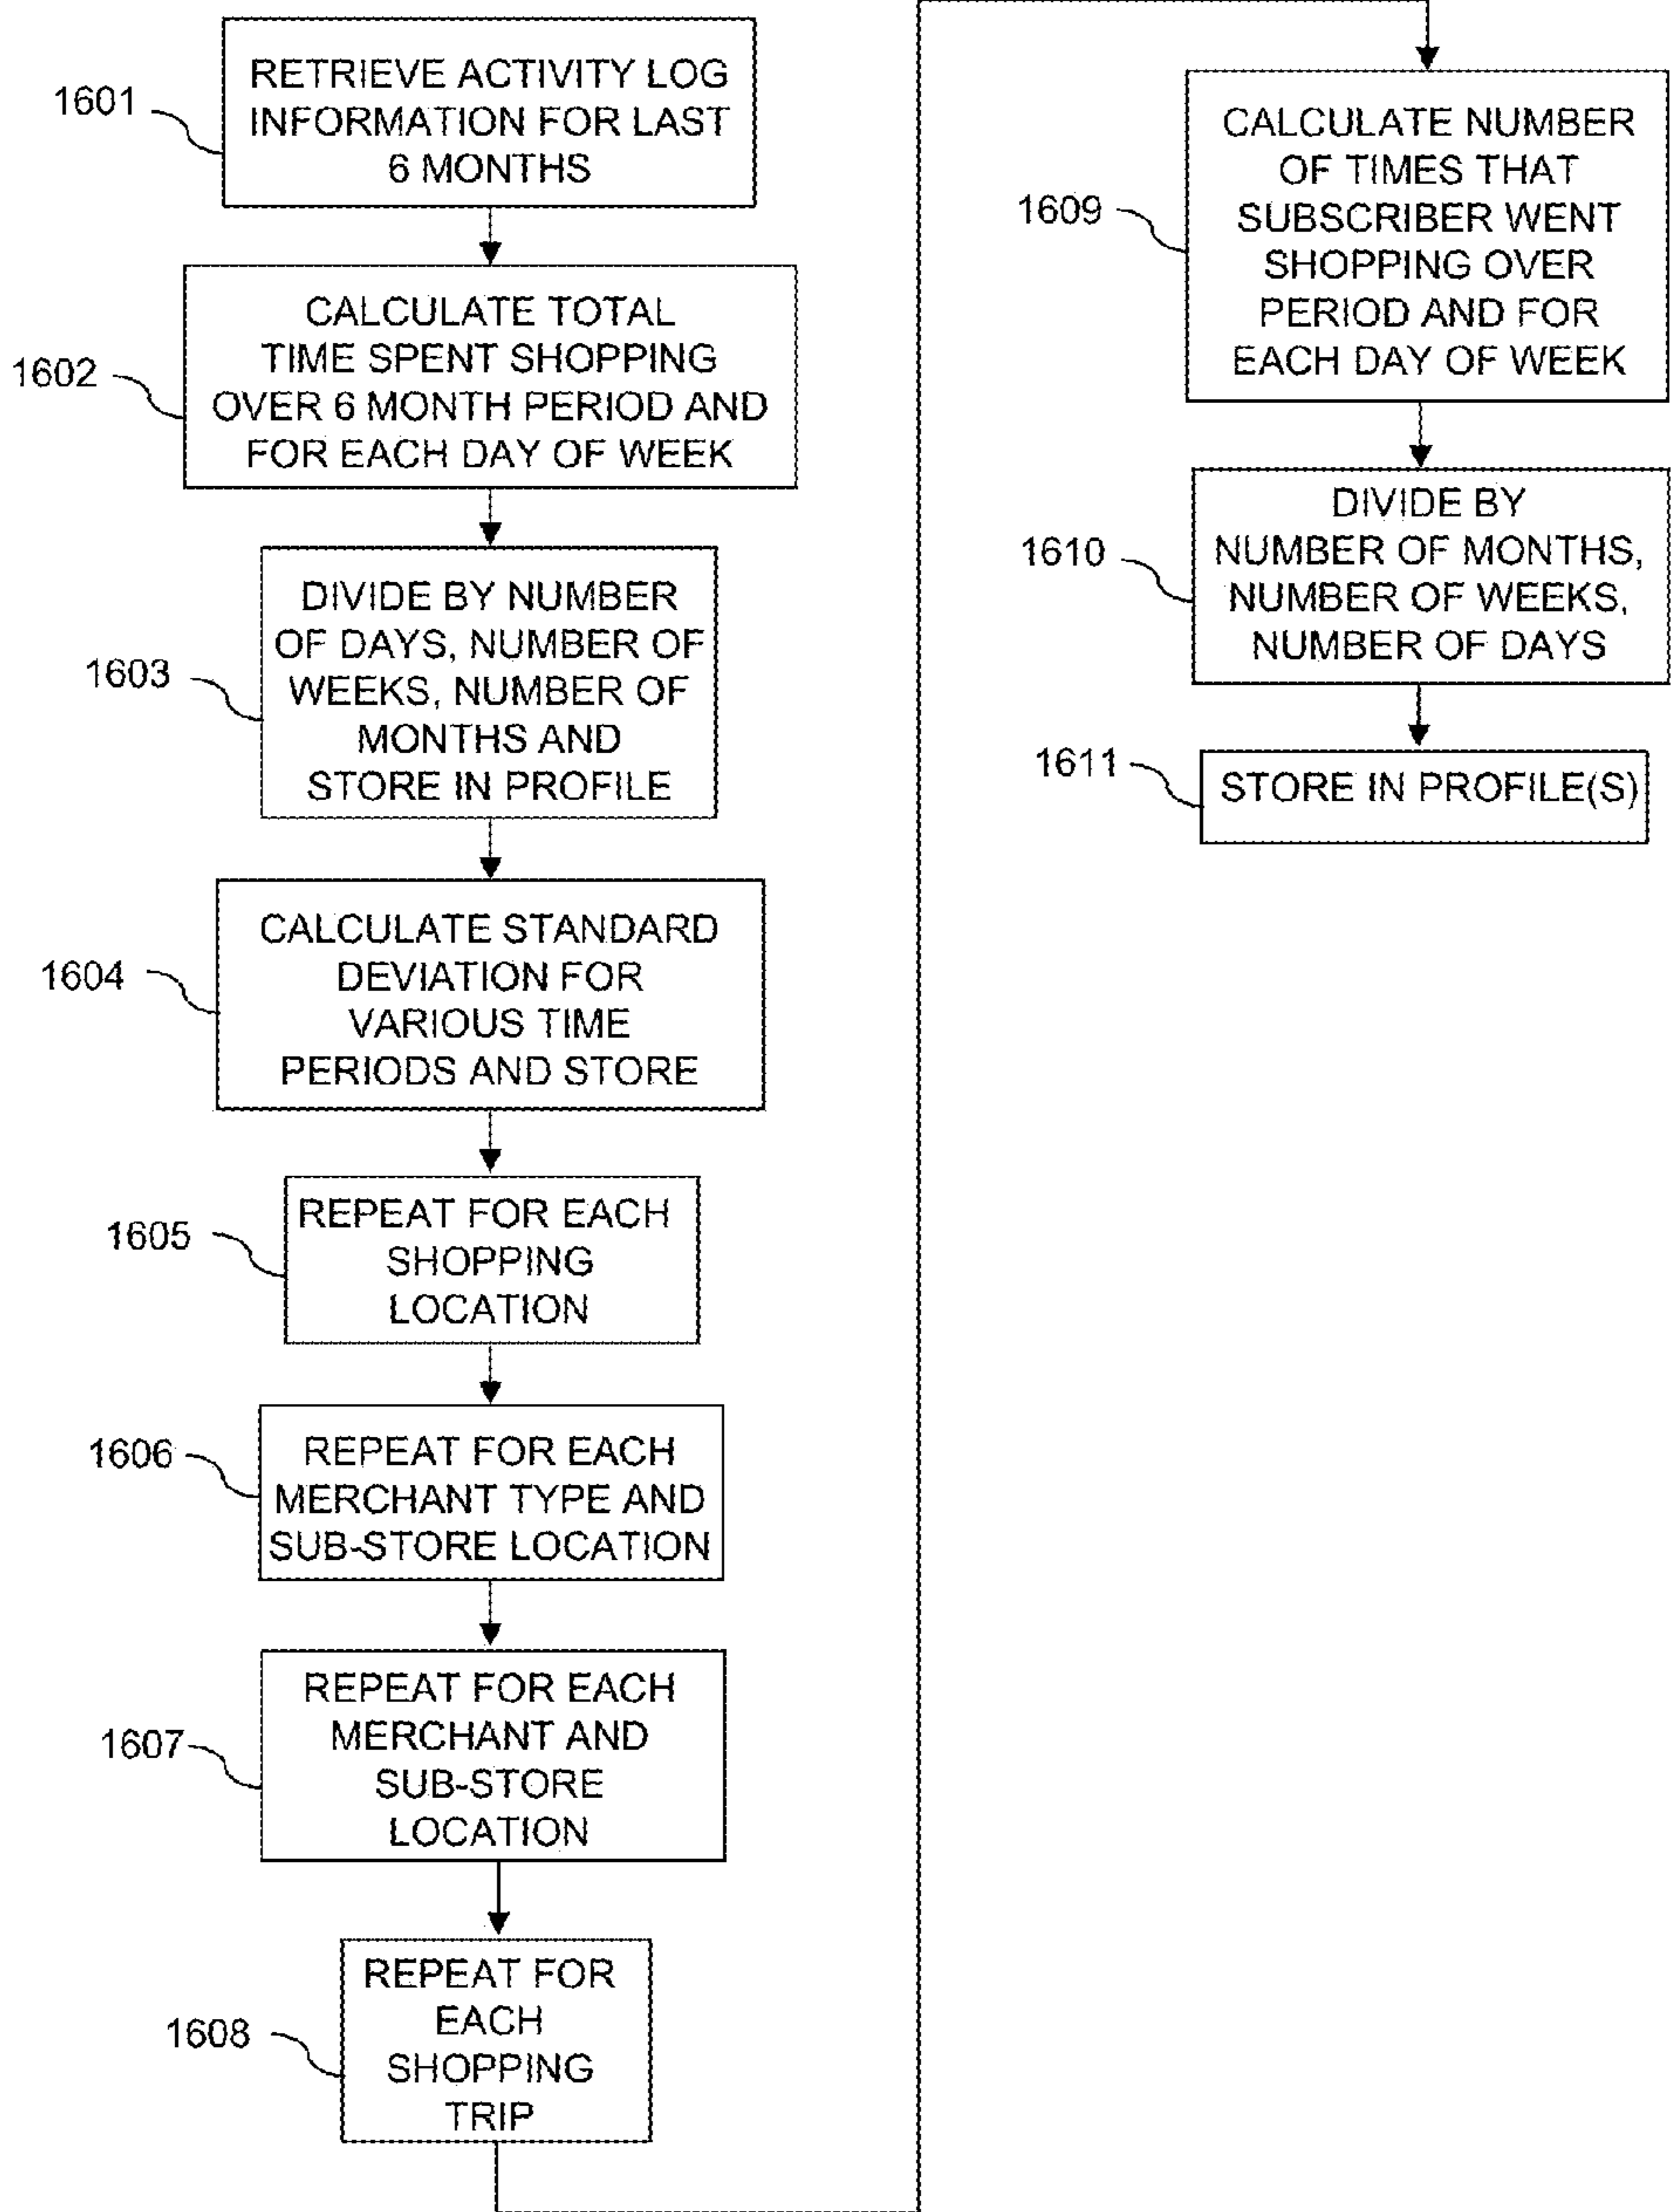 1601
RETRIEVE ACTIVITY LOG
INFORMATION FOR LAST
6 MONTHS
1602
CALCULATE TOTAL
TIME SPENT SHOPPING
OVER 6 MONTH PERIOD AND
FOR EACH DAY OF WEEK
1603
DIVIDE BY NUMBER
OF DAYS, NUMBER OF
WEEKS, NUMBER OF
MONTHS AND
STORE IN PROFILE
1604
CALCULATE STANDARD
DEVIATION FOR
VARIOUS TIME
PERIODS AND STORE
1605
REPEAT FOR EACH
SHOPPING
LOCATION
1606
REPEAT FOR EACH
MERCHANT TYPE AND
SUB-STORE LOCATION
1607
REPEAT FOR EACH
MERCHANT AND
SUB-STORE
LOCATION
1608
REPEAT FOR
EACH
SHOPPING
TRIP
1609
CALCULATE NUMBER
OF TIMES THAT
SUBSCRIBER WENT
SHOPPING OVER
PERIOD AND FOR
EACH DAY OF WEEK
1610
DIVIDE BY
NUMBER OF MONTHS,
NUMBER OF WEEKS,
NUMBER OF DAYS
1611
STORE IN PROFILE(S)